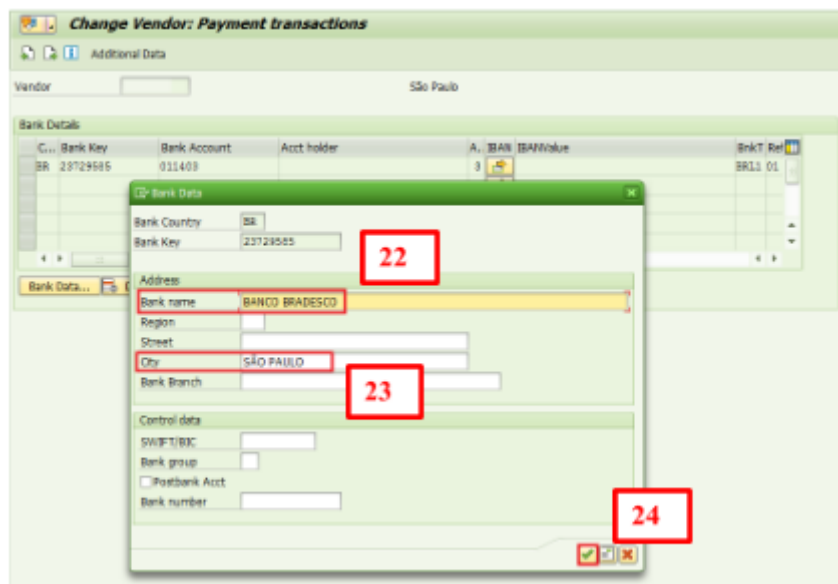 Change Vendor: Payment transactions
Additional Data
Vendor São Paulo
Bank Details
C... Bank Key Bank Account Acct holder A. IBAN IBANValue BnkT Ref
BR 23729585 011403 3 BRL1 01
Bank Data
Bank Country BR
Bank Key 23729585
22
Address
Bank Data...
Bank name BANCO BRADESCO
Region
Street
City SÃO PAULO
Bank Branch
23
Control data
SWIFT/BIC
Bank group
Postbank Acct
Bank number
24